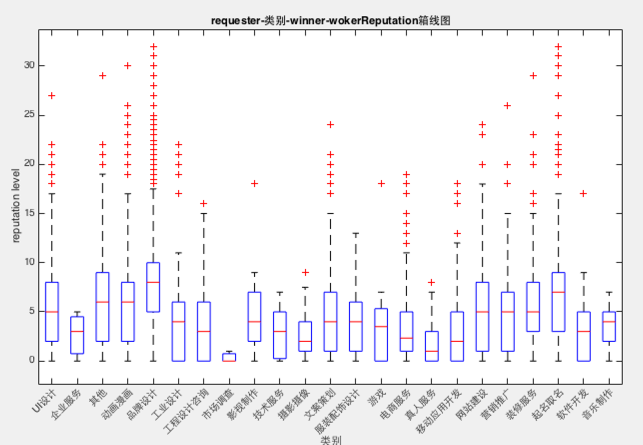 requester-类别-winner-wokerReputation箱线图
reputation level
30
25
20
15
10
5
0
UI设计
企业服务
其他
动画漫画
品牌设计
工业设计
工程设计咨询
市场调查
影视制作
技术服务
摄影摄像
文案策划
服装配饰设计
游戏
电商服务
真人服务
移动应用开发
网站建设
营销推广
装修服务
起名取名
软件开发
音乐制作
类别